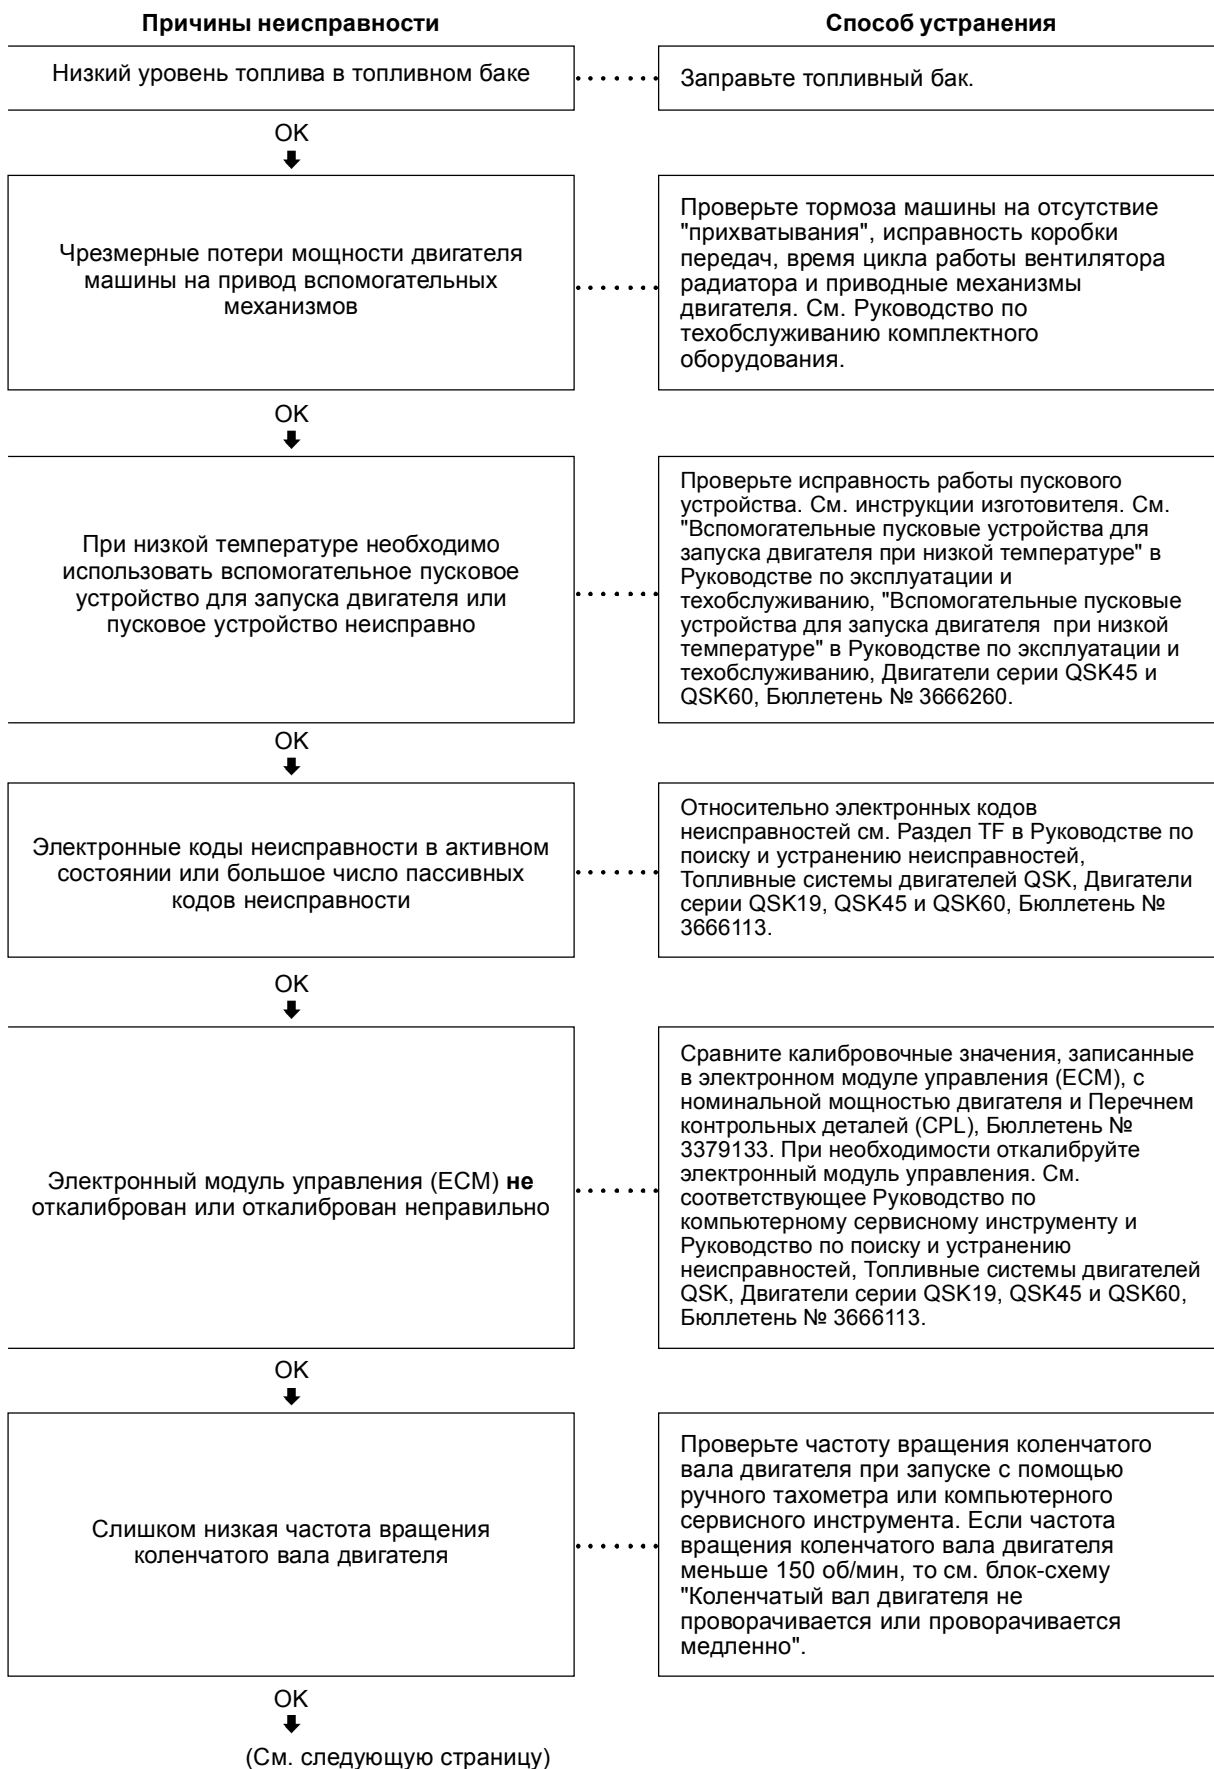 Причины неисправности
Способ устранения
Низкий уровень топлива в топливном баке
Заправьте топливный бак.
OK
Чрезмерные потери мощности двигателя
машины на привод вспомогательных
механизмов
Проверьте тормоза машины на отсутствие
"прихватывания", исправность коробки
передач, время цикла работы вентилятора
радиатора и приводные механизмы
двигателя. См. Руководство по
техобслуживанию комплектного
оборудования.
OK
При низкой температуре необходимо
использовать вспомогательное пусковое
устройство для запуска двигателя или
пусковое устройство неисправно
Проверьте исправность работы пускового
устройства. См. инструкции изготовителя. См.
"Вспомогательные пусковые устройства для
запуска двигателя при низкой температуре" в
Руководстве по эксплуатации и
техобслуживанию, "Вспомогательные пусковые
устройства для запуска двигателя  при низкой
температуре" в Руководстве по эксплуатации и
техобслуживанию, Двигатели серии QSK45 и
QSK60, Бюллетень № 3666260.
OK
Электронные коды неисправности в активном
состоянии или большое число пассивных
кодов неисправности
Относительно электронных кодов
неисправностей см. Раздел TF в Руководстве по
поиску и устранению неисправностей,
Топливные системы двигателей QSK, Двигатели
серии QSK19, QSK45 и QSK60, Бюллетень №
3666113.
OK
Электронный модуль управления (ECM) не
откалиброван или откалиброван неправильно
Сравните калибровочные значения, записанные
в электронном модуле управления (ECM), с
номинальной мощностью двигателя и Перечнем
контрольных деталей (CPL), Бюллетень №
3379133. При необходимости откалибруйте
электронный модуль управления. См.
соответствующее Руководство по
компьютерному сервисному инструменту и
Руководство по поиску и устранению
неисправностей, Топливные системы двигателей
QSK, Двигатели серии QSK19, QSK45 и QSK60,
Бюллетень № 3666113.
OK
Слишком низкая частота вращения
коленчатого вала двигателя
Проверьте частоту вращения коленчатого
вала двигателя при запуске с помощью
ручного тахометра или компьютерного
сервисного инструмента. Если частота
вращения коленчатого вала двигателя
меньше 150 об/мин, то см. блок-схему
"Коленчатый вал двигателя не
проворачивается или проворачивается
медленно".
OK
(См. следующую страницу)